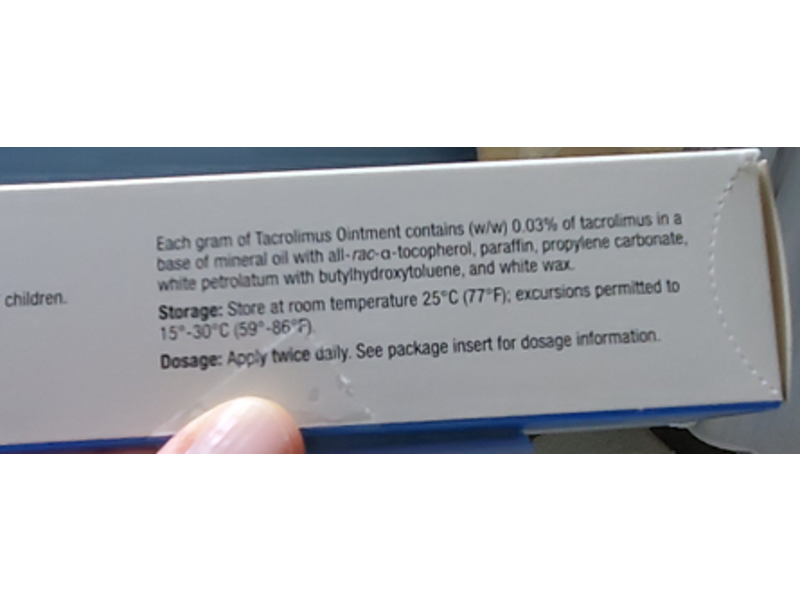 Each gram of Tacrolimus Ointment contains (w/w) 0.03% of tacrolimus in a
base of mineral oil with all-rac-α-tocopherol, paraffin, propylene carbonate,
white petrolatum with butylhydroxytoluene, and white wax.
children.
Storage: Store at room temperature 25°C (77°F); excursions permitted to
15°-30°C (59°-86°F).
Dosage: Apply twice daily. See package insert for dosage information.